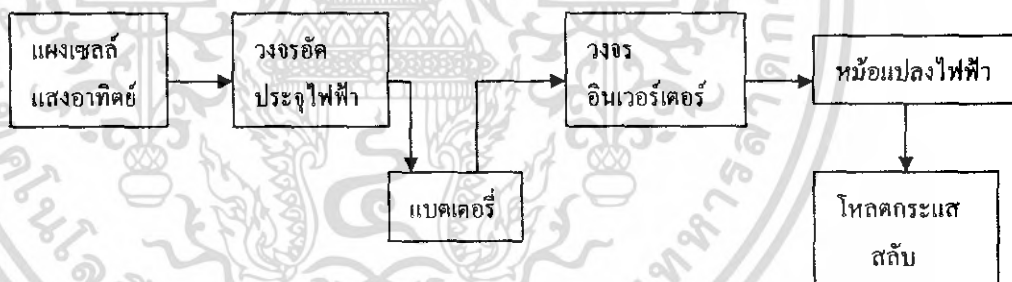 แผงเซลล์
แสงอาทิตย์
วงจรอัด
ประจุไฟฟ้า
แบตเตอรี่
วงจร
อินเวอร์เตอร์
หม้อแปลงไฟฟ้า
โหลดกระแส
สลับ